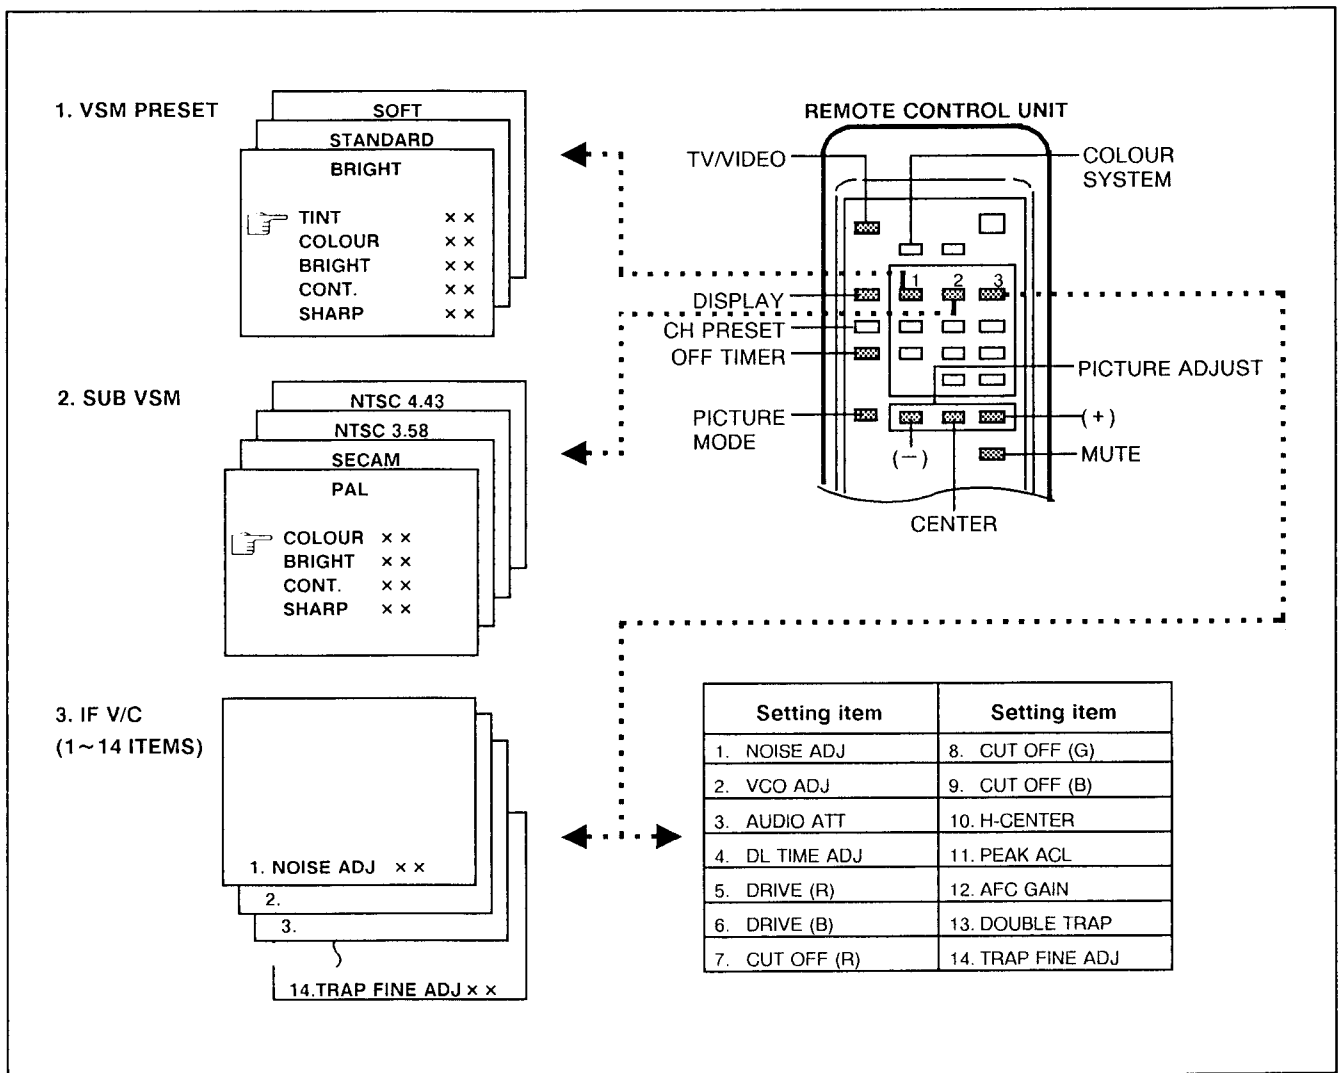 1. VSM PRESET
SOFT
STANDARD
BRIGHT
TINT ××
COLOUR ××
BRIGHT ××
CONT. ××
SHARP ××
2. SUB VSM
NTSC 4.43
NTSC 3.58
SECAM
PAL
COLOUR ××
BRIGHT ××
CONT. ××
SHARP ××
3. IF V/C
(1~14 ITEMS)
1. NOISE ADJ ××
2.
3.
14.TRAP FINE ADJ ××
REMOTE CONTROL UNIT
TV/VIDEO
COLOUR
SYSTEM
1 2 3
DISPLAY
CH PRESET
OFF TIMER
PICTURE ADJUST
PICTURE
MODE
(−)
(+)
MUTE
CENTER
Setting item Setting item
1. NOISE ADJ 8. CUT OFF (G)
2. VCO ADJ 9. CUT OFF (B)
3. AUDIO ATT 10. H-CENTER
4. DL TIME ADJ 11. PEAK ACL
5. DRIVE (R) 12. AFC GAIN
6. DRIVE (B) 13. DOUBLE TRAP
7. CUT OFF (R) 14. TRAP FINE ADJ